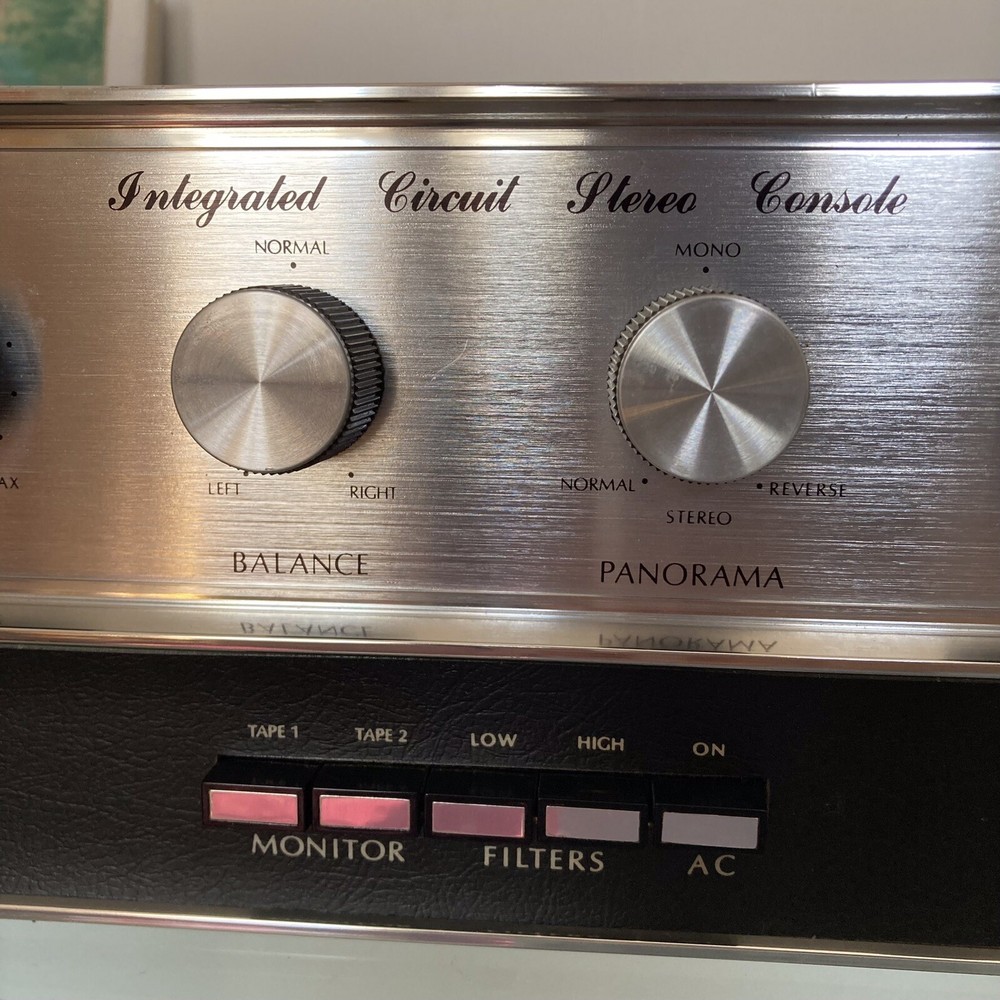 Integrated Circuit Stereo Console
NORMAL
MONO
LEFT
RIGHT
NORMAL
REVERSE
STEREO
BALANCE
PANORAMA
TAPE 1
TAPE 2
LOW
HIGH
ON
MONITOR
FILTERS
AC